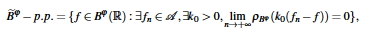 B̃^φ − p.p. = {f ∈ B^φ(ℝ) : ∃f_n ∈ 𝒜, ∃k_0 > 0, lim_{n→+∞} ρ_{B^φ}(k_0(f_n − f)) = 0},